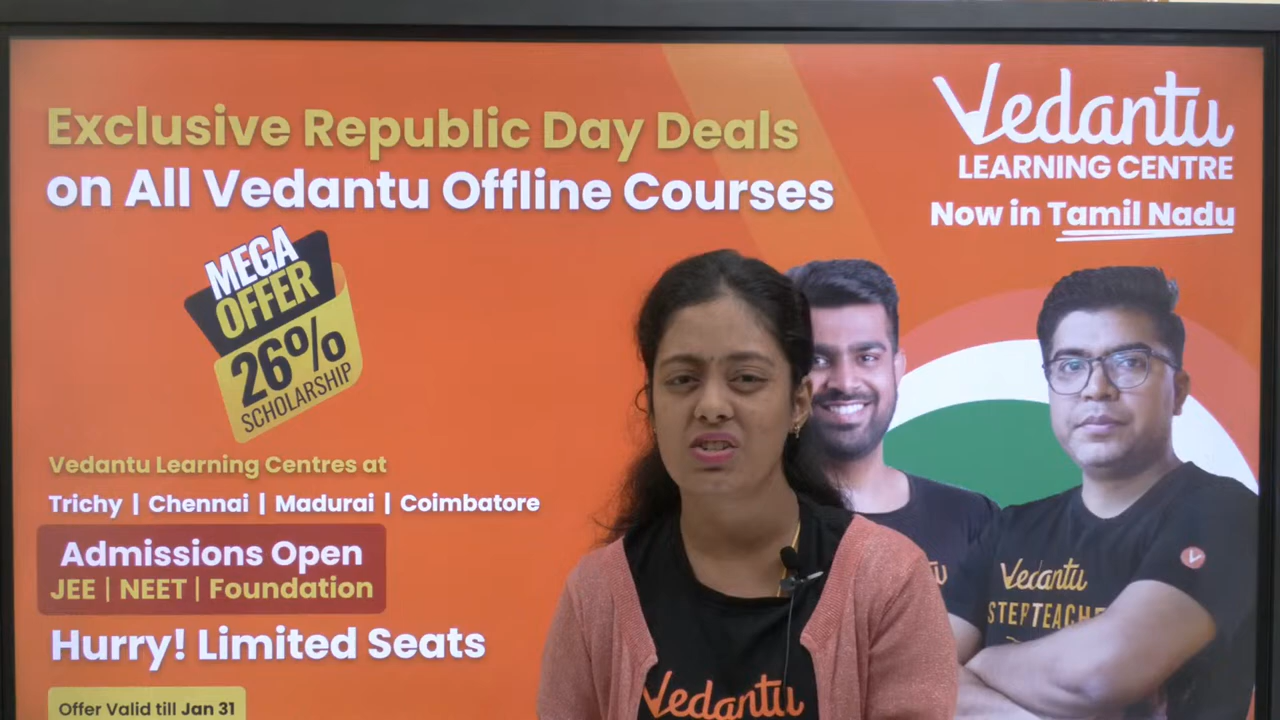 Exclusive Republic Day Deals
on All Vedantu Offline Courses
Vedantu
LEARNING CENTRE
Now in Tamil Nadu
MEGA
OFFER
26%
SCHOLARSHIP
Vedantu Learning Centres at
Trichy | Chennai | Madurai | Coimbatore
Admissions Open
JEE | NEET | Foundation
Hurry! Limited Seats
Offer Valid till Jan 31
Vedantu
Vedantu